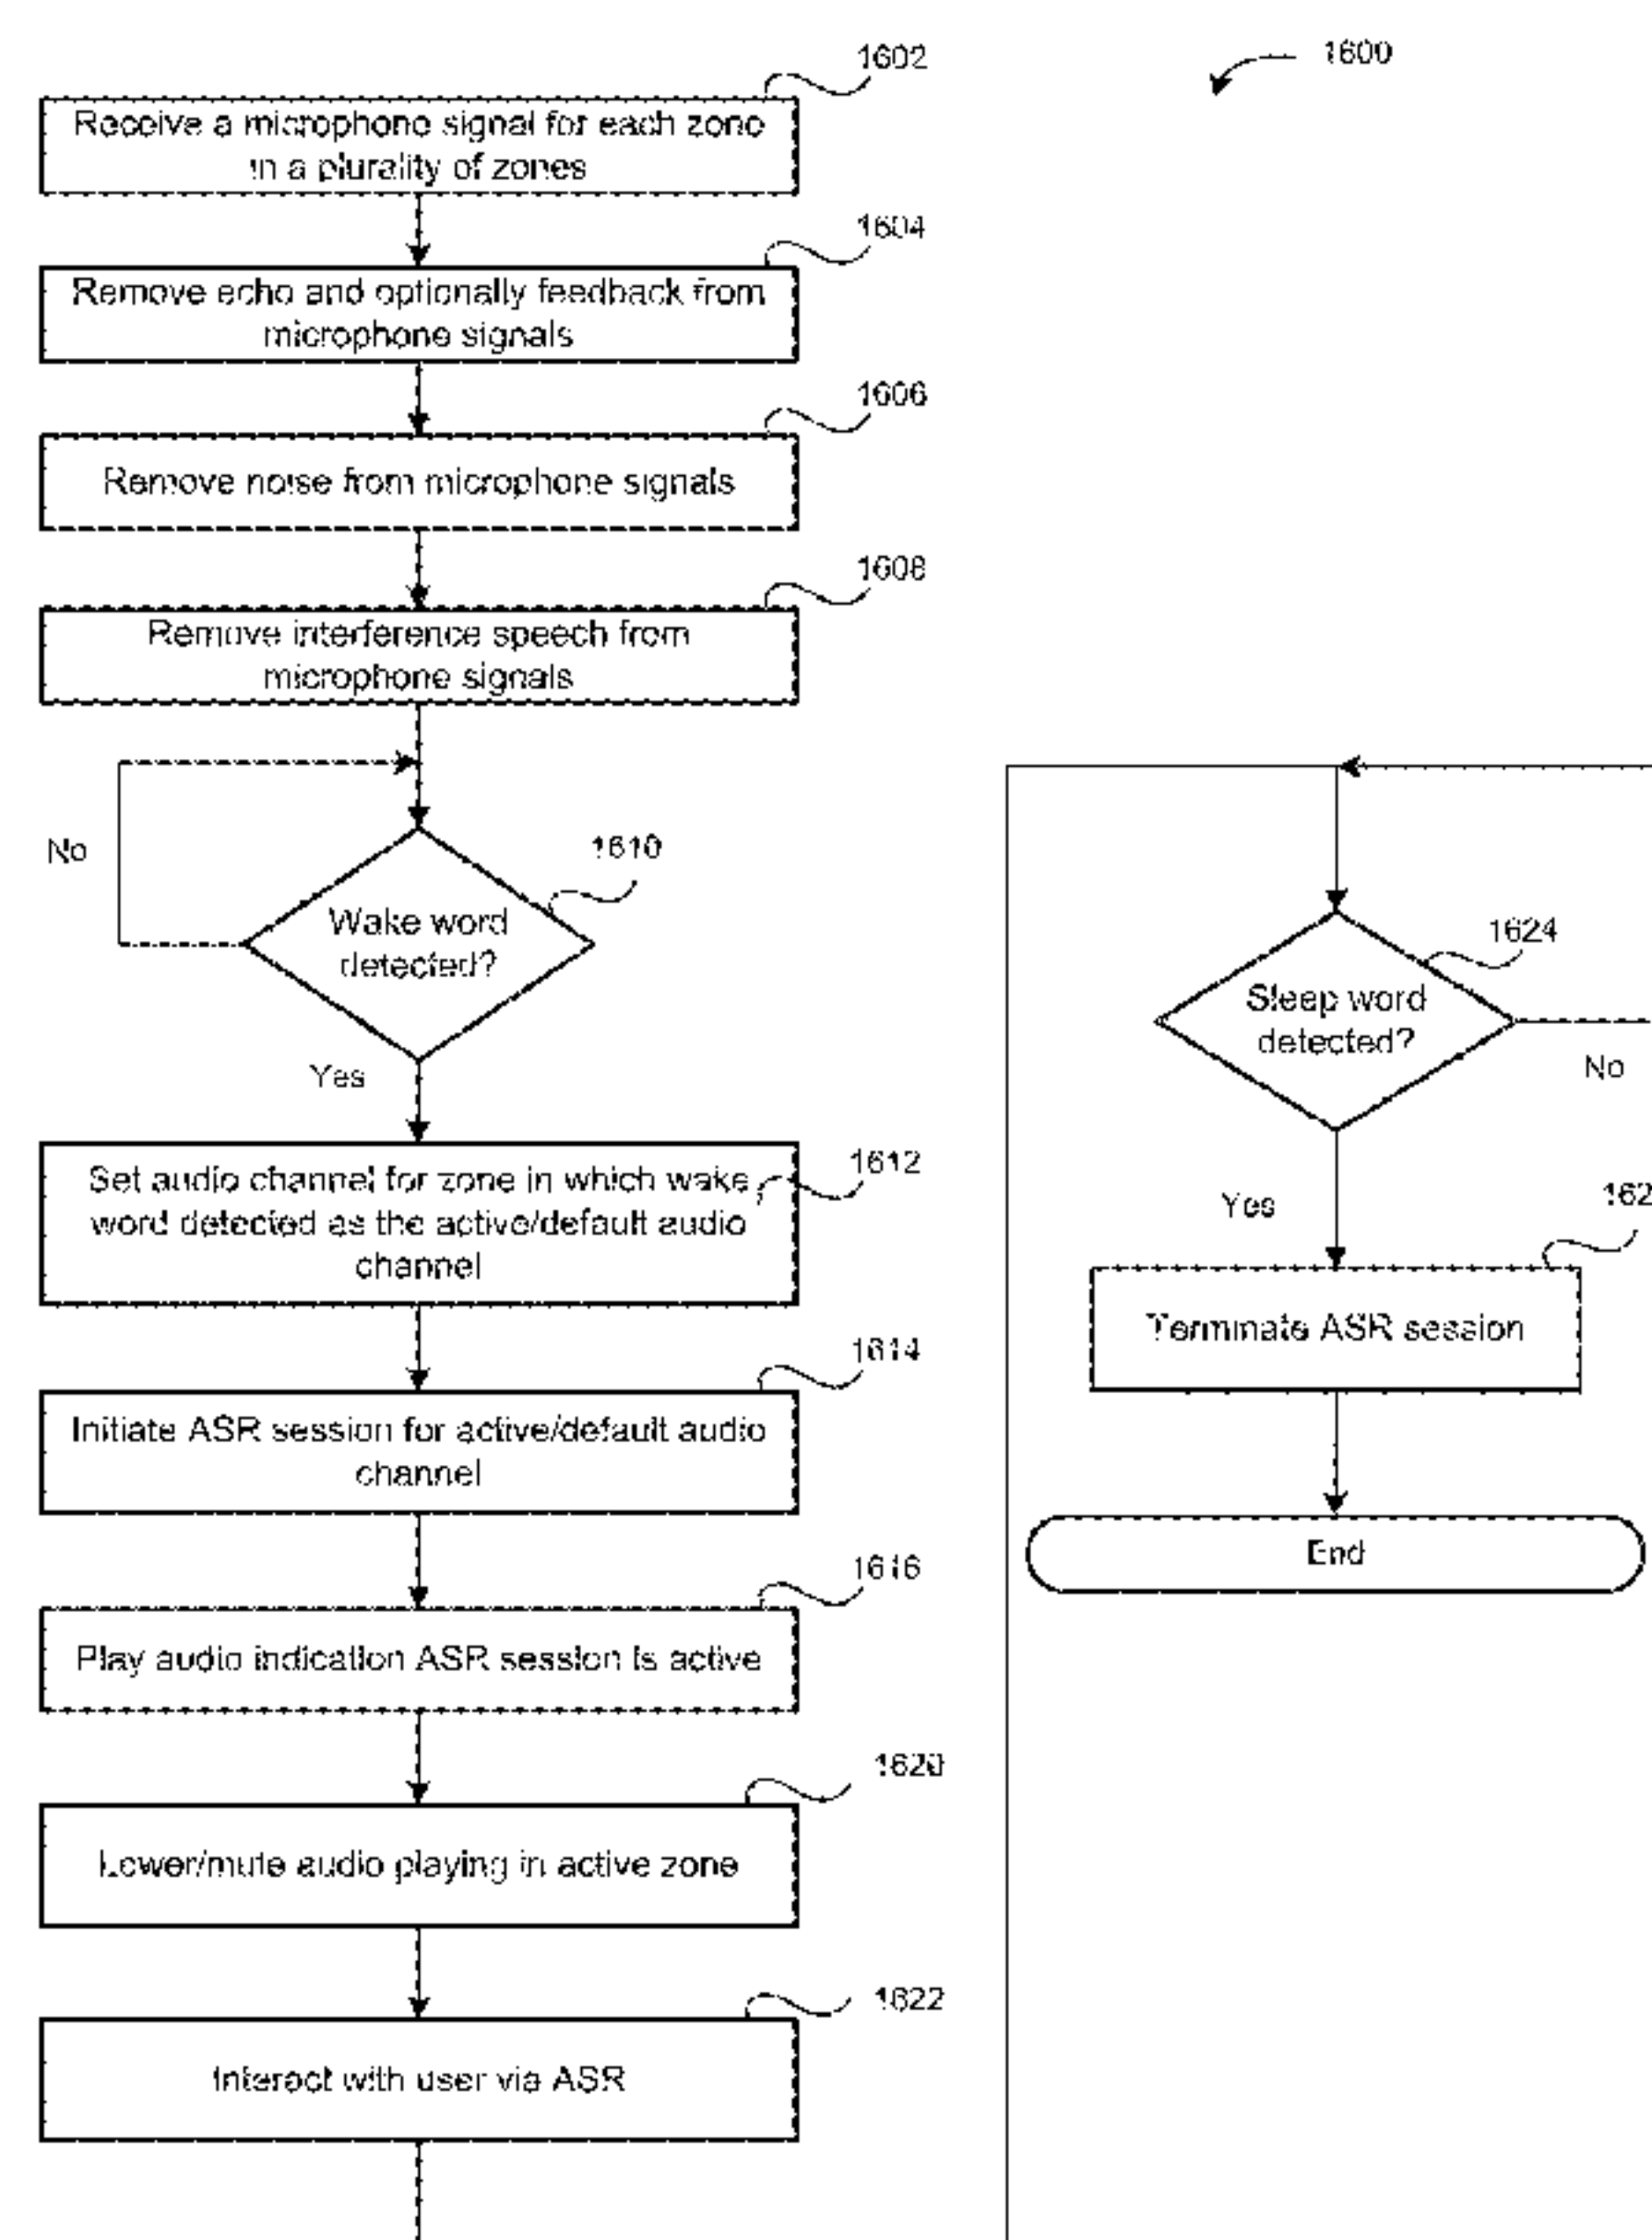 1600
1602
Receive a microphone signal for each zone
in a plurality of zones
1604
Remove echo and optionally feedback from
microphone signals
1606
Remove noise from microphone signals
1608
Remove interference speech from
microphone signals
No
1610
Wake word
detected?
Yes
1612
Set audio channel for zone in which wake
word detected as the active/default audio
channel
1614
Initiate ASR session for active/default audio
channel
1616
Play audio indication ASR session is active
1620
Lower/mute audio playing in active zone
1622
Interact with user via ASR
1624
Sleep word
detected?
No
Yes
162
Terminate ASR session
End